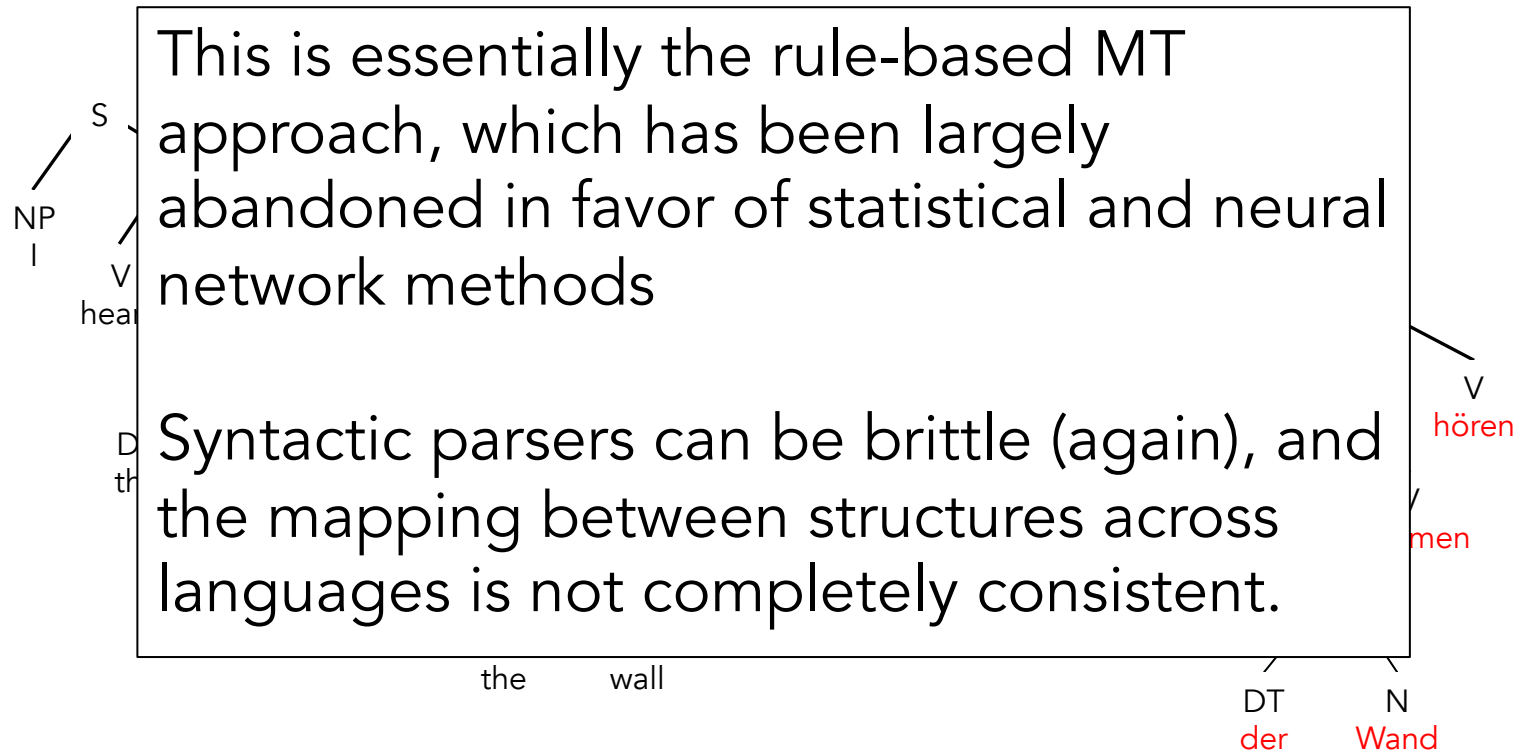 This is essentially the rule-based MT
approach, which has been largely
abandoned in favor of statistical and neural
network methods
Syntactic parsers can be brittle (again), and
the mapping between structures across
languages is not completely consistent.
S
NP
I
V
D
V
hören
the wall
DT N
der Wand